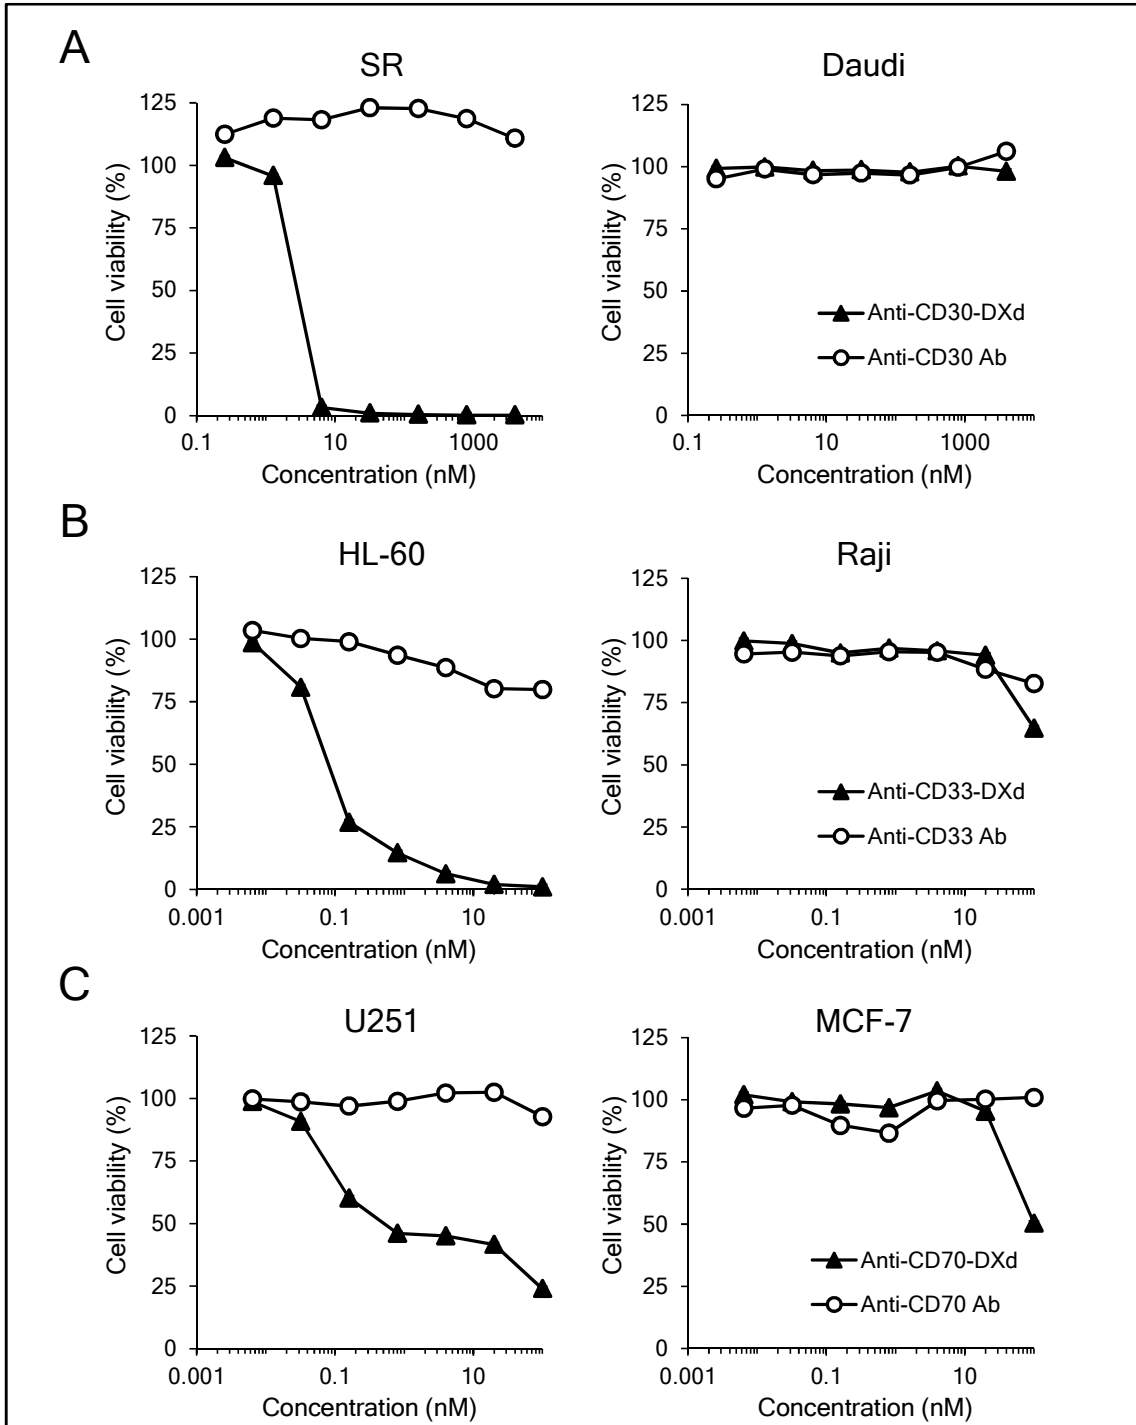 A
SR
125
100
75
50
25
0
0.1
10
1000
Cell viability (%)
Concentration (nM)
Daudi
125
100
75
50
25
0
0.1
10
1000
Cell viability (%)
Concentration (nM)
Anti-CD30-DXd
Anti-CD30 Ab
B
HL-60
125
100
75
50
25
0
0.001
0.1
10
Cell viability (%)
Concentration (nM)
Raji
125
100
75
50
25
0
0.001
0.1
10
Cell viability (%)
Concentration (nM)
Anti-CD33-DXd
Anti-CD33 Ab
C
U251
125
100
75
50
25
0
0.001
0.1
10
Cell viability (%)
Concentration (nM)
MCF-7
125
100
75
50
25
0
0.001
0.1
10
Cell viability (%)
Concentration (nM)
Anti-CD70-DXd
Anti-CD70 Ab